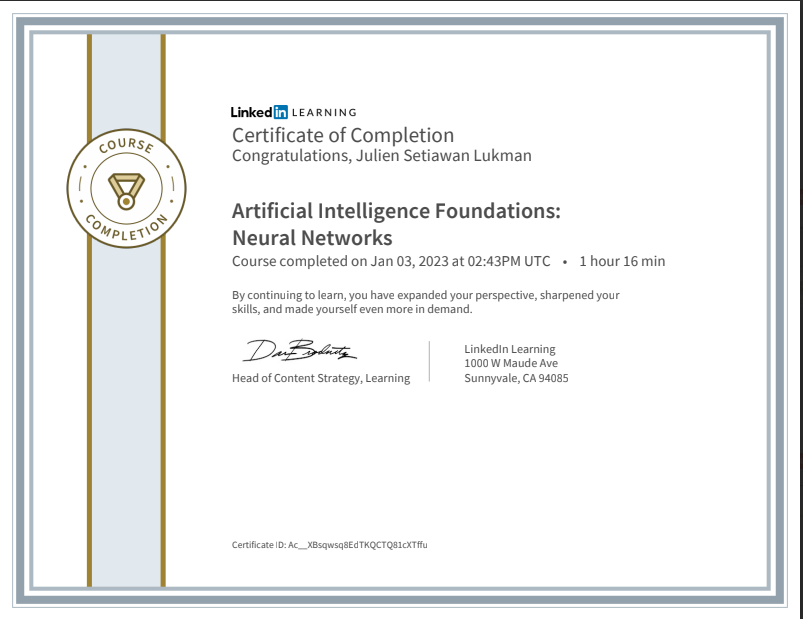 COURSE
COMPLETION
Linked in LEARNING
Certificate of Completion
Congratulations, Julien Setiawan Lukman
Artificial Intelligence Foundations:
Neural Networks
Course completed on Jan 03, 2023 at 02:43PM UTC • 1 hour 16 min
By continuing to learn, you have expanded your perspective, sharpened your
skills, and made yourself even more in demand.
Head of Content Strategy, Learning
LinkedIn Learning
1000 W Maude Ave
Sunnyvale, CA 94085
Certificate ID: Ac__XBsqwsq8EdTKQCTQ81cXTffu